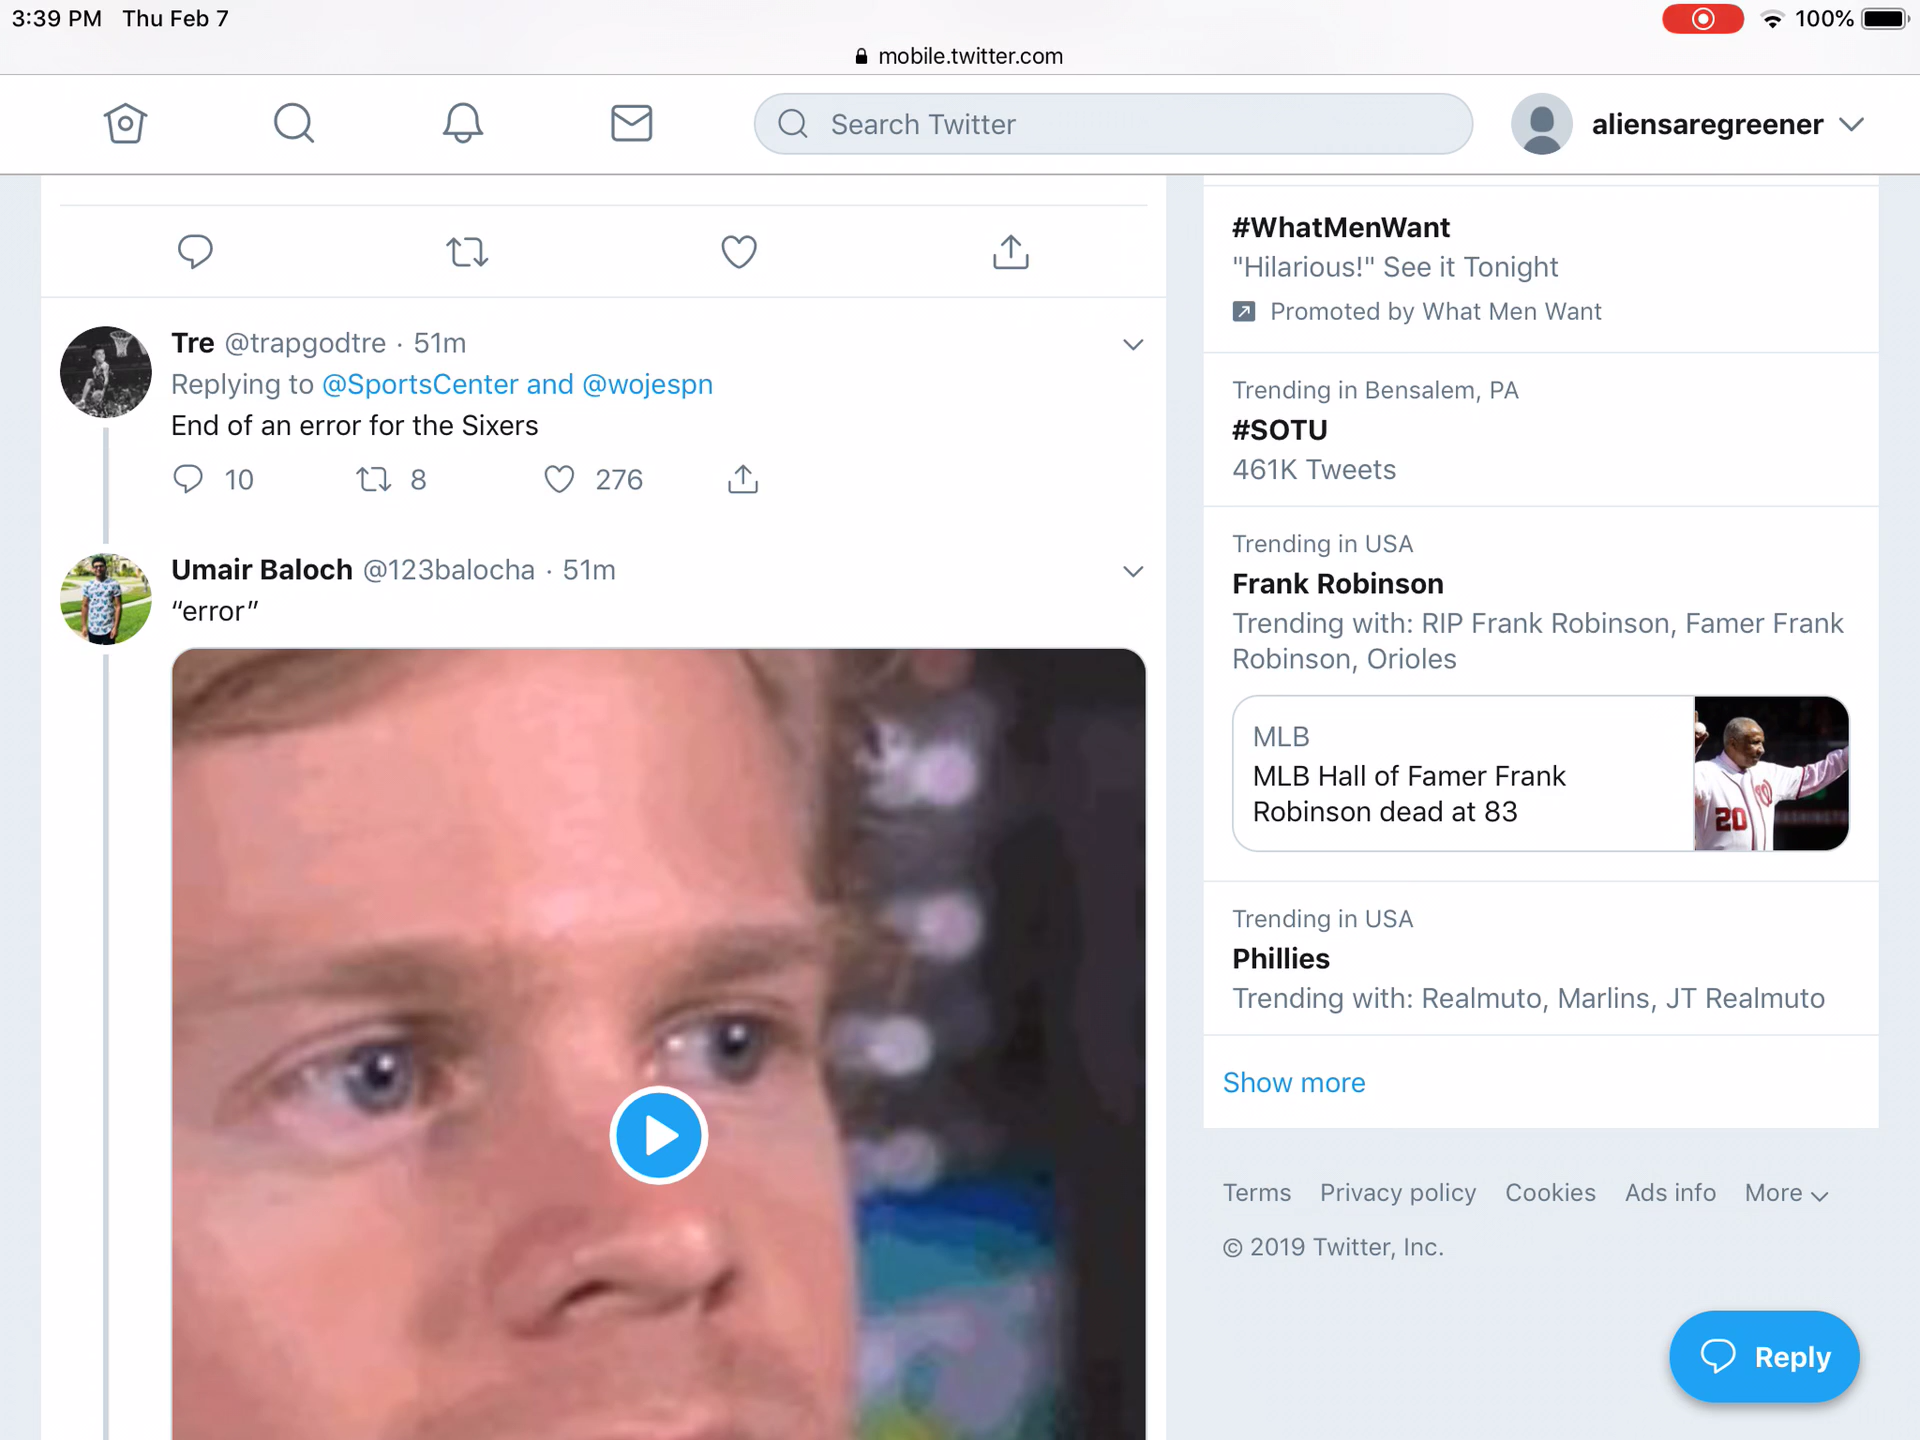 3:39 PM Thu Feb 7
100%
mobile.twitter.com
Search Twitter
aliensaregreener
Tre @trapgodtre · 51m
Replying to @SportsCenter and @wojespn
End of an error for the Sixers
10 8 276
Umair Baloch @123balocha · 51m
“error”
#WhatMenWant
"Hilarious!" See it Tonight
Promoted by What Men Want
Trending in Bensalem, PA
#SOTU
461K Tweets
Trending in USA
Frank Robinson
Trending with: RIP Frank Robinson, Famer Frank
Robinson, Orioles
MLB
MLB Hall of Famer Frank
Robinson dead at 83
20
Trending in USA
Phillies
Trending with: Realmuto, Marlins, JT Realmuto
Show more
Terms Privacy policy Cookies Ads info More
© 2019 Twitter, Inc.
Reply